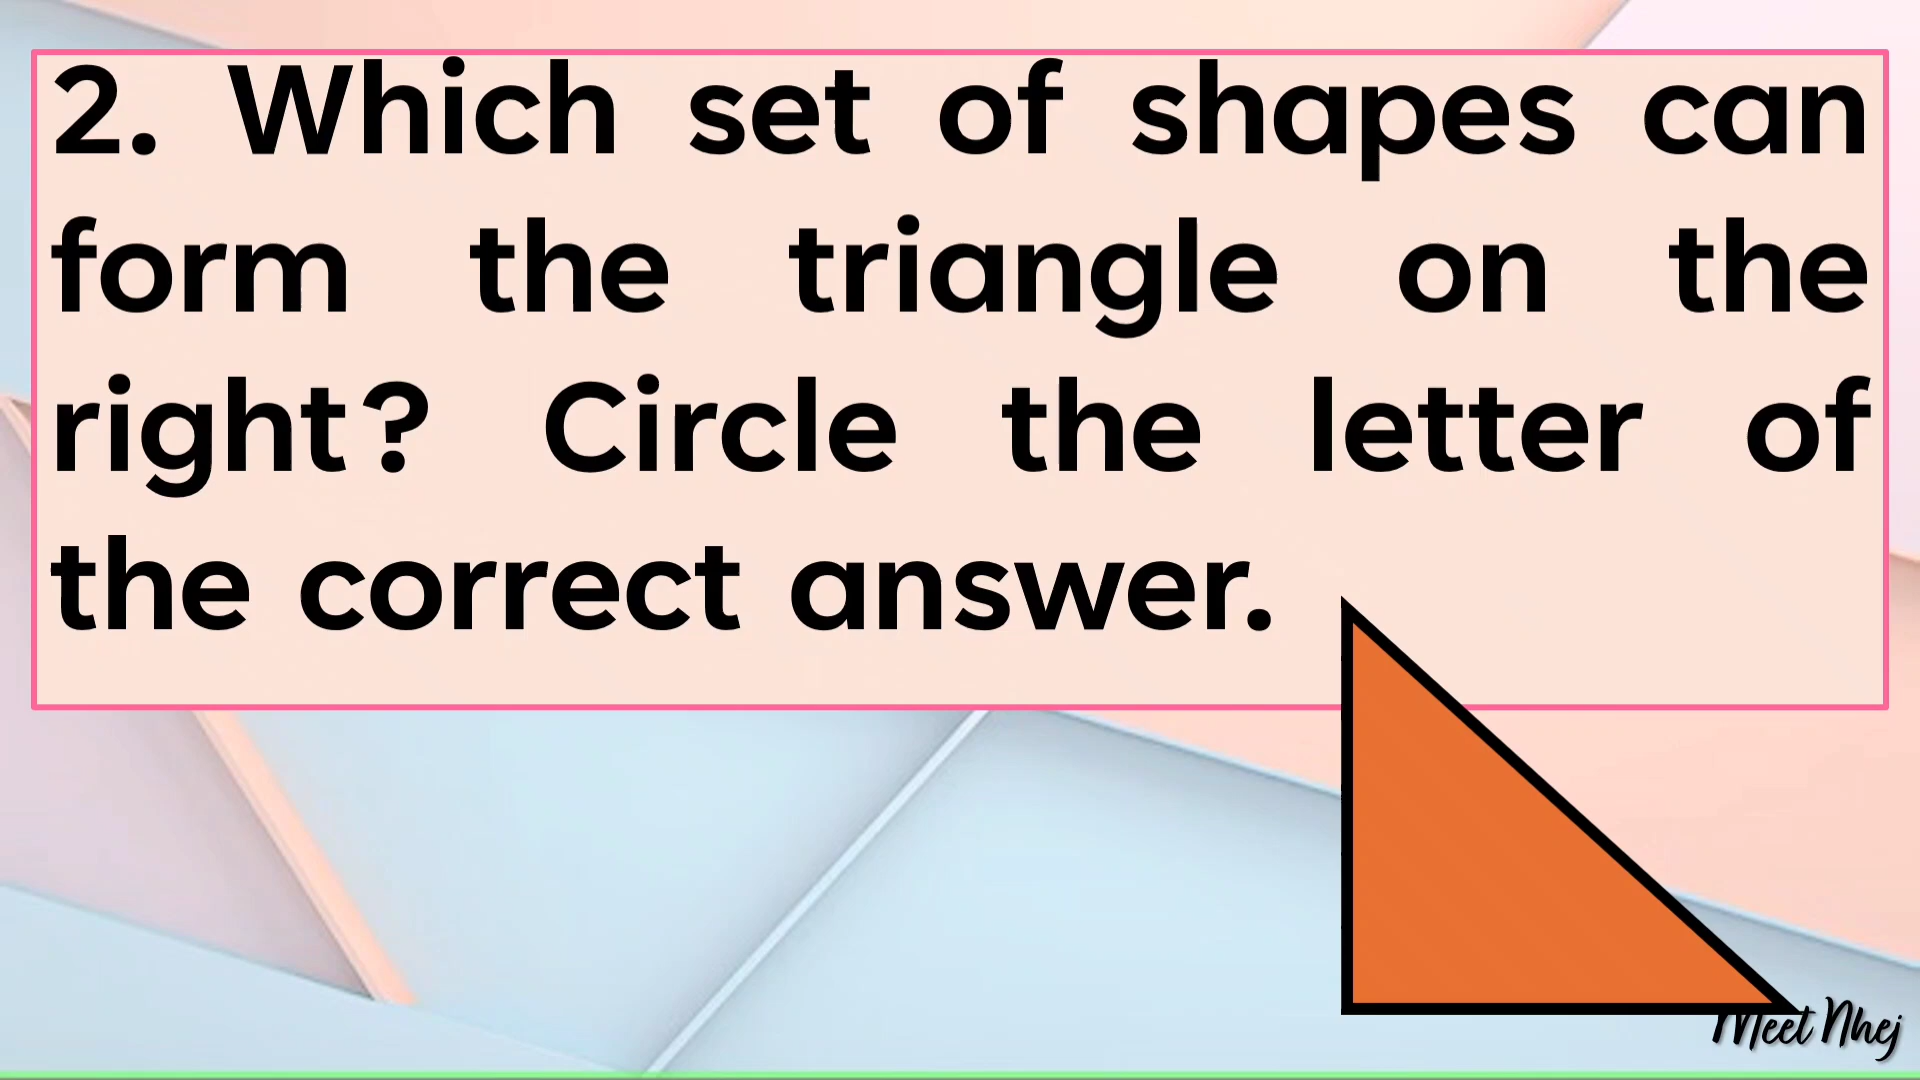 2. Which set of shapes can
form the triangle on the
right? Circle the letter of
the correct answer.
Meet Nhej